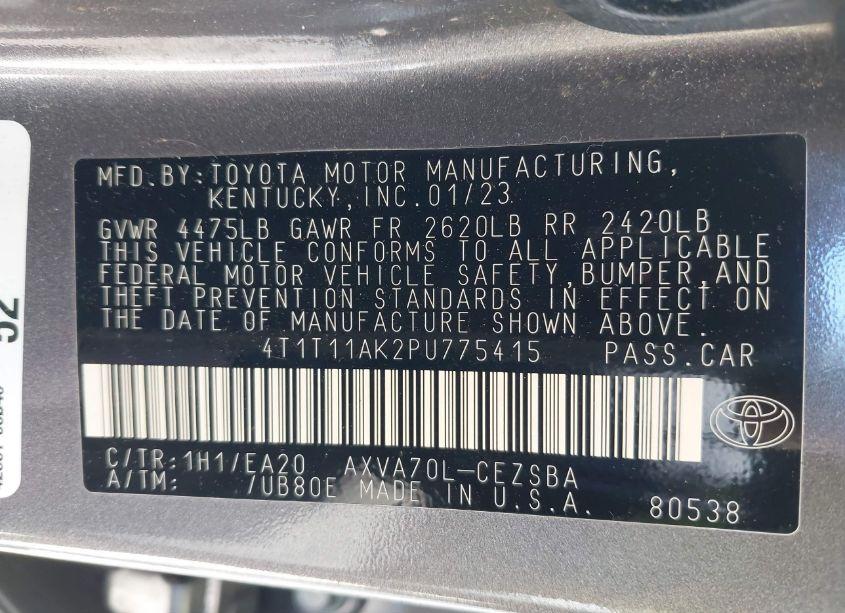 MFD.BY:TOYOTA MOTOR MANUFACTURING,
KENTUCKY,INC.01/23
GVWR 4475LB GAWR FR 2620LB RR 2420LB
THIS VEHICLE CONFORMS TO ALL APPLICABLE
FEDERAL MOTOR VEHICLE SAFETY,BUMPER,AND
THEFT PREVENTION STANDARDS IN EFFECT ON
THE DATE OF MANUFACTURE SHOWN ABOVE.
4T1T11AK2PU775415 PASS.CAR
C/TR:1H1/EA20 AXVA70L-CEZSBA
A/TM: /UB80E MADE IN U.S.A. 80538
52